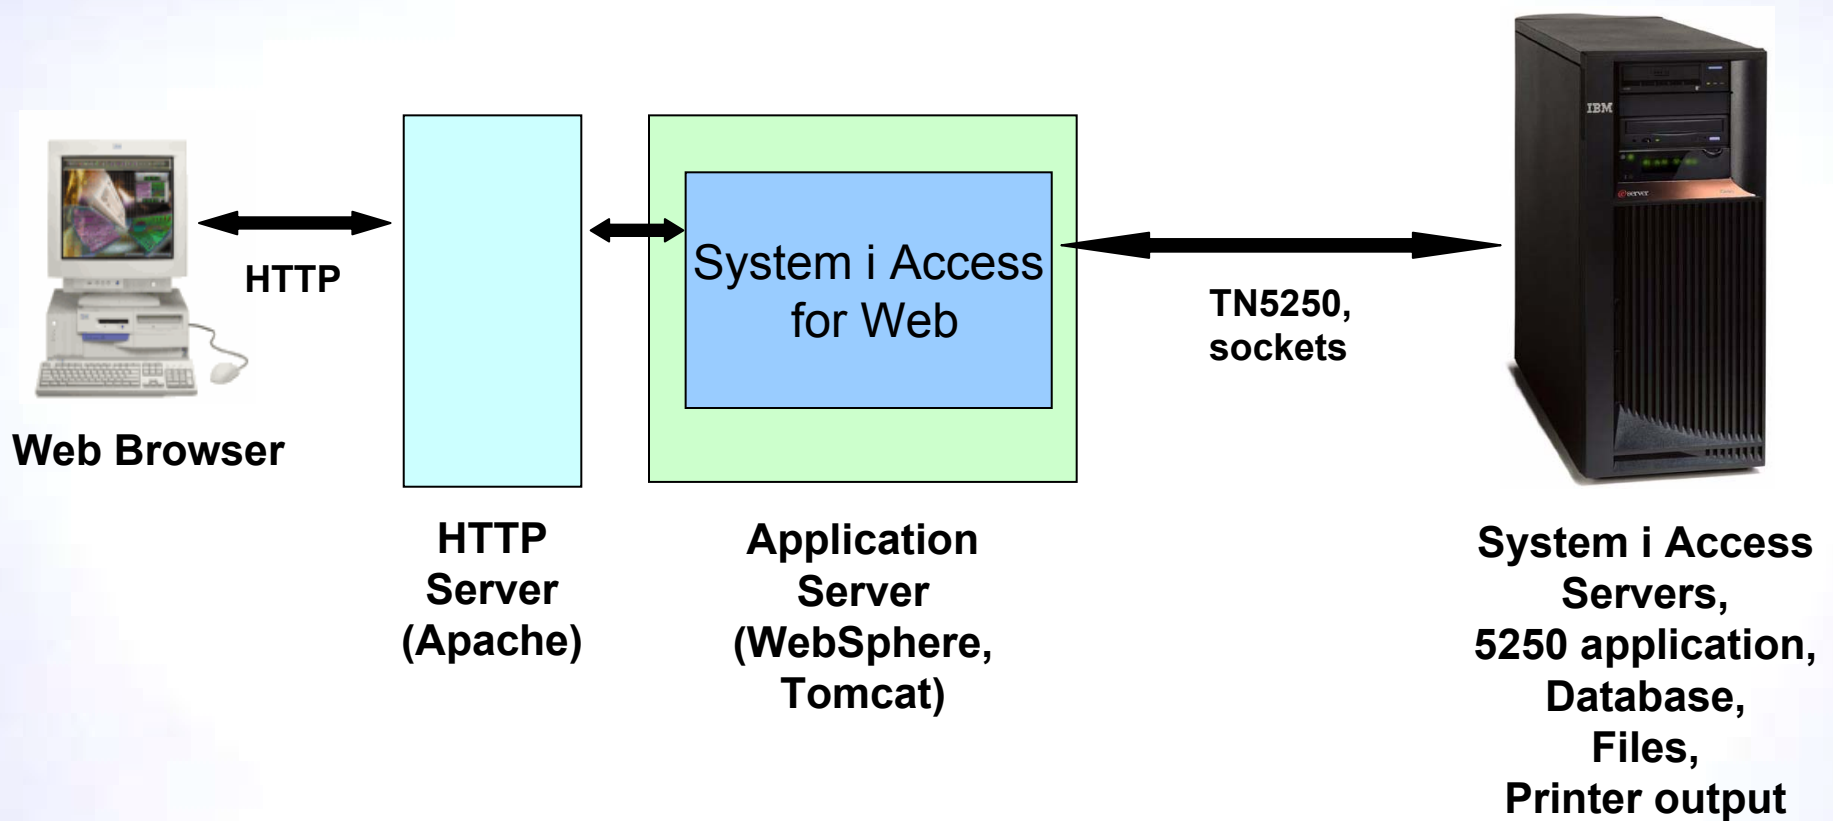 HTTP
Web Browser
HTTP
Server
(Apache)
System i Access
for Web
Application
Server
(WebSphere,
Tomcat)
TN5250,
sockets
IBM
server
System i Access
Servers,
5250 application,
Database,
Files,
Printer output